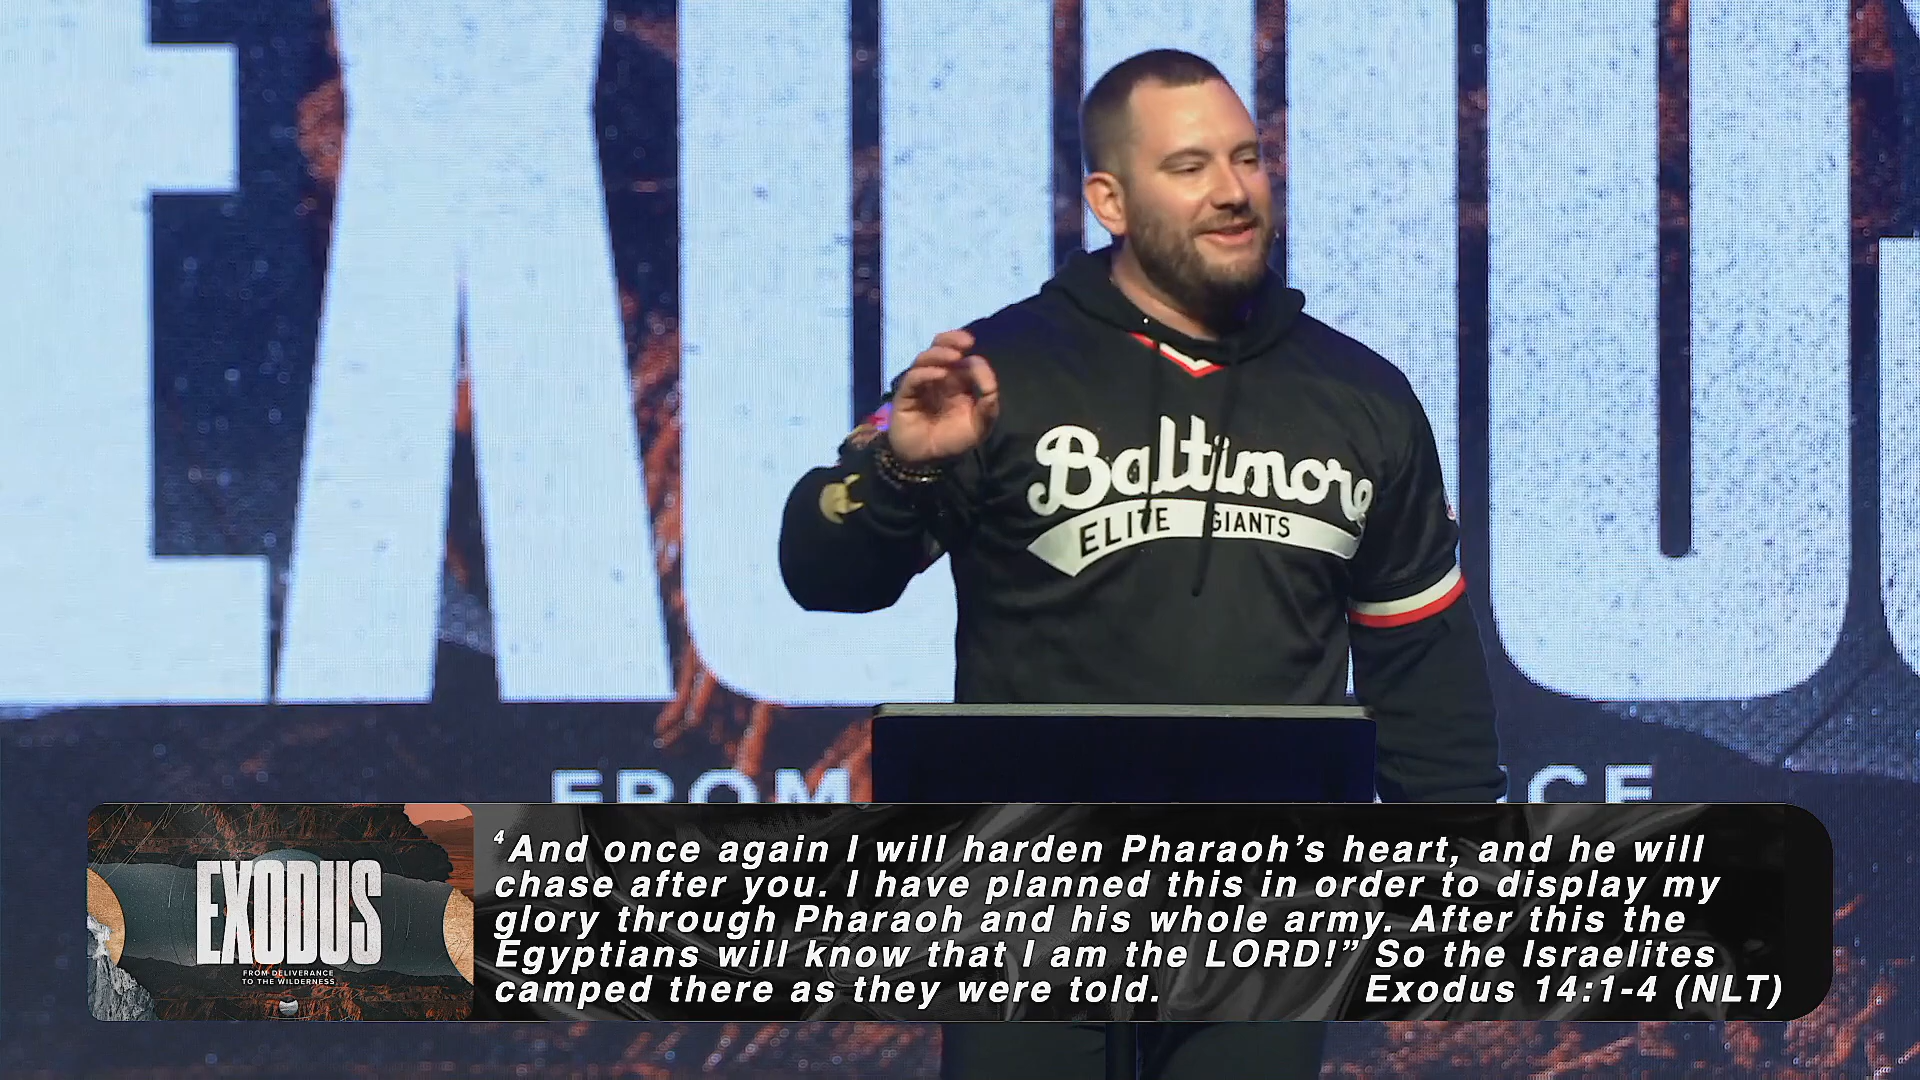 EXODUS
FROM CE
Baltimore
ELITE GIANTS
EXODUS
FROM DELIVERANCE
TO THE WILDERNESS
4And once again I will harden Pharaoh’s heart, and he will
chase after you. I have planned this in order to display my
glory through Pharaoh and his whole army. After this the
Egyptians will know that I am the LORD!” So the Israelites
camped there as they were told. Exodus 14:1-4 (NLT)